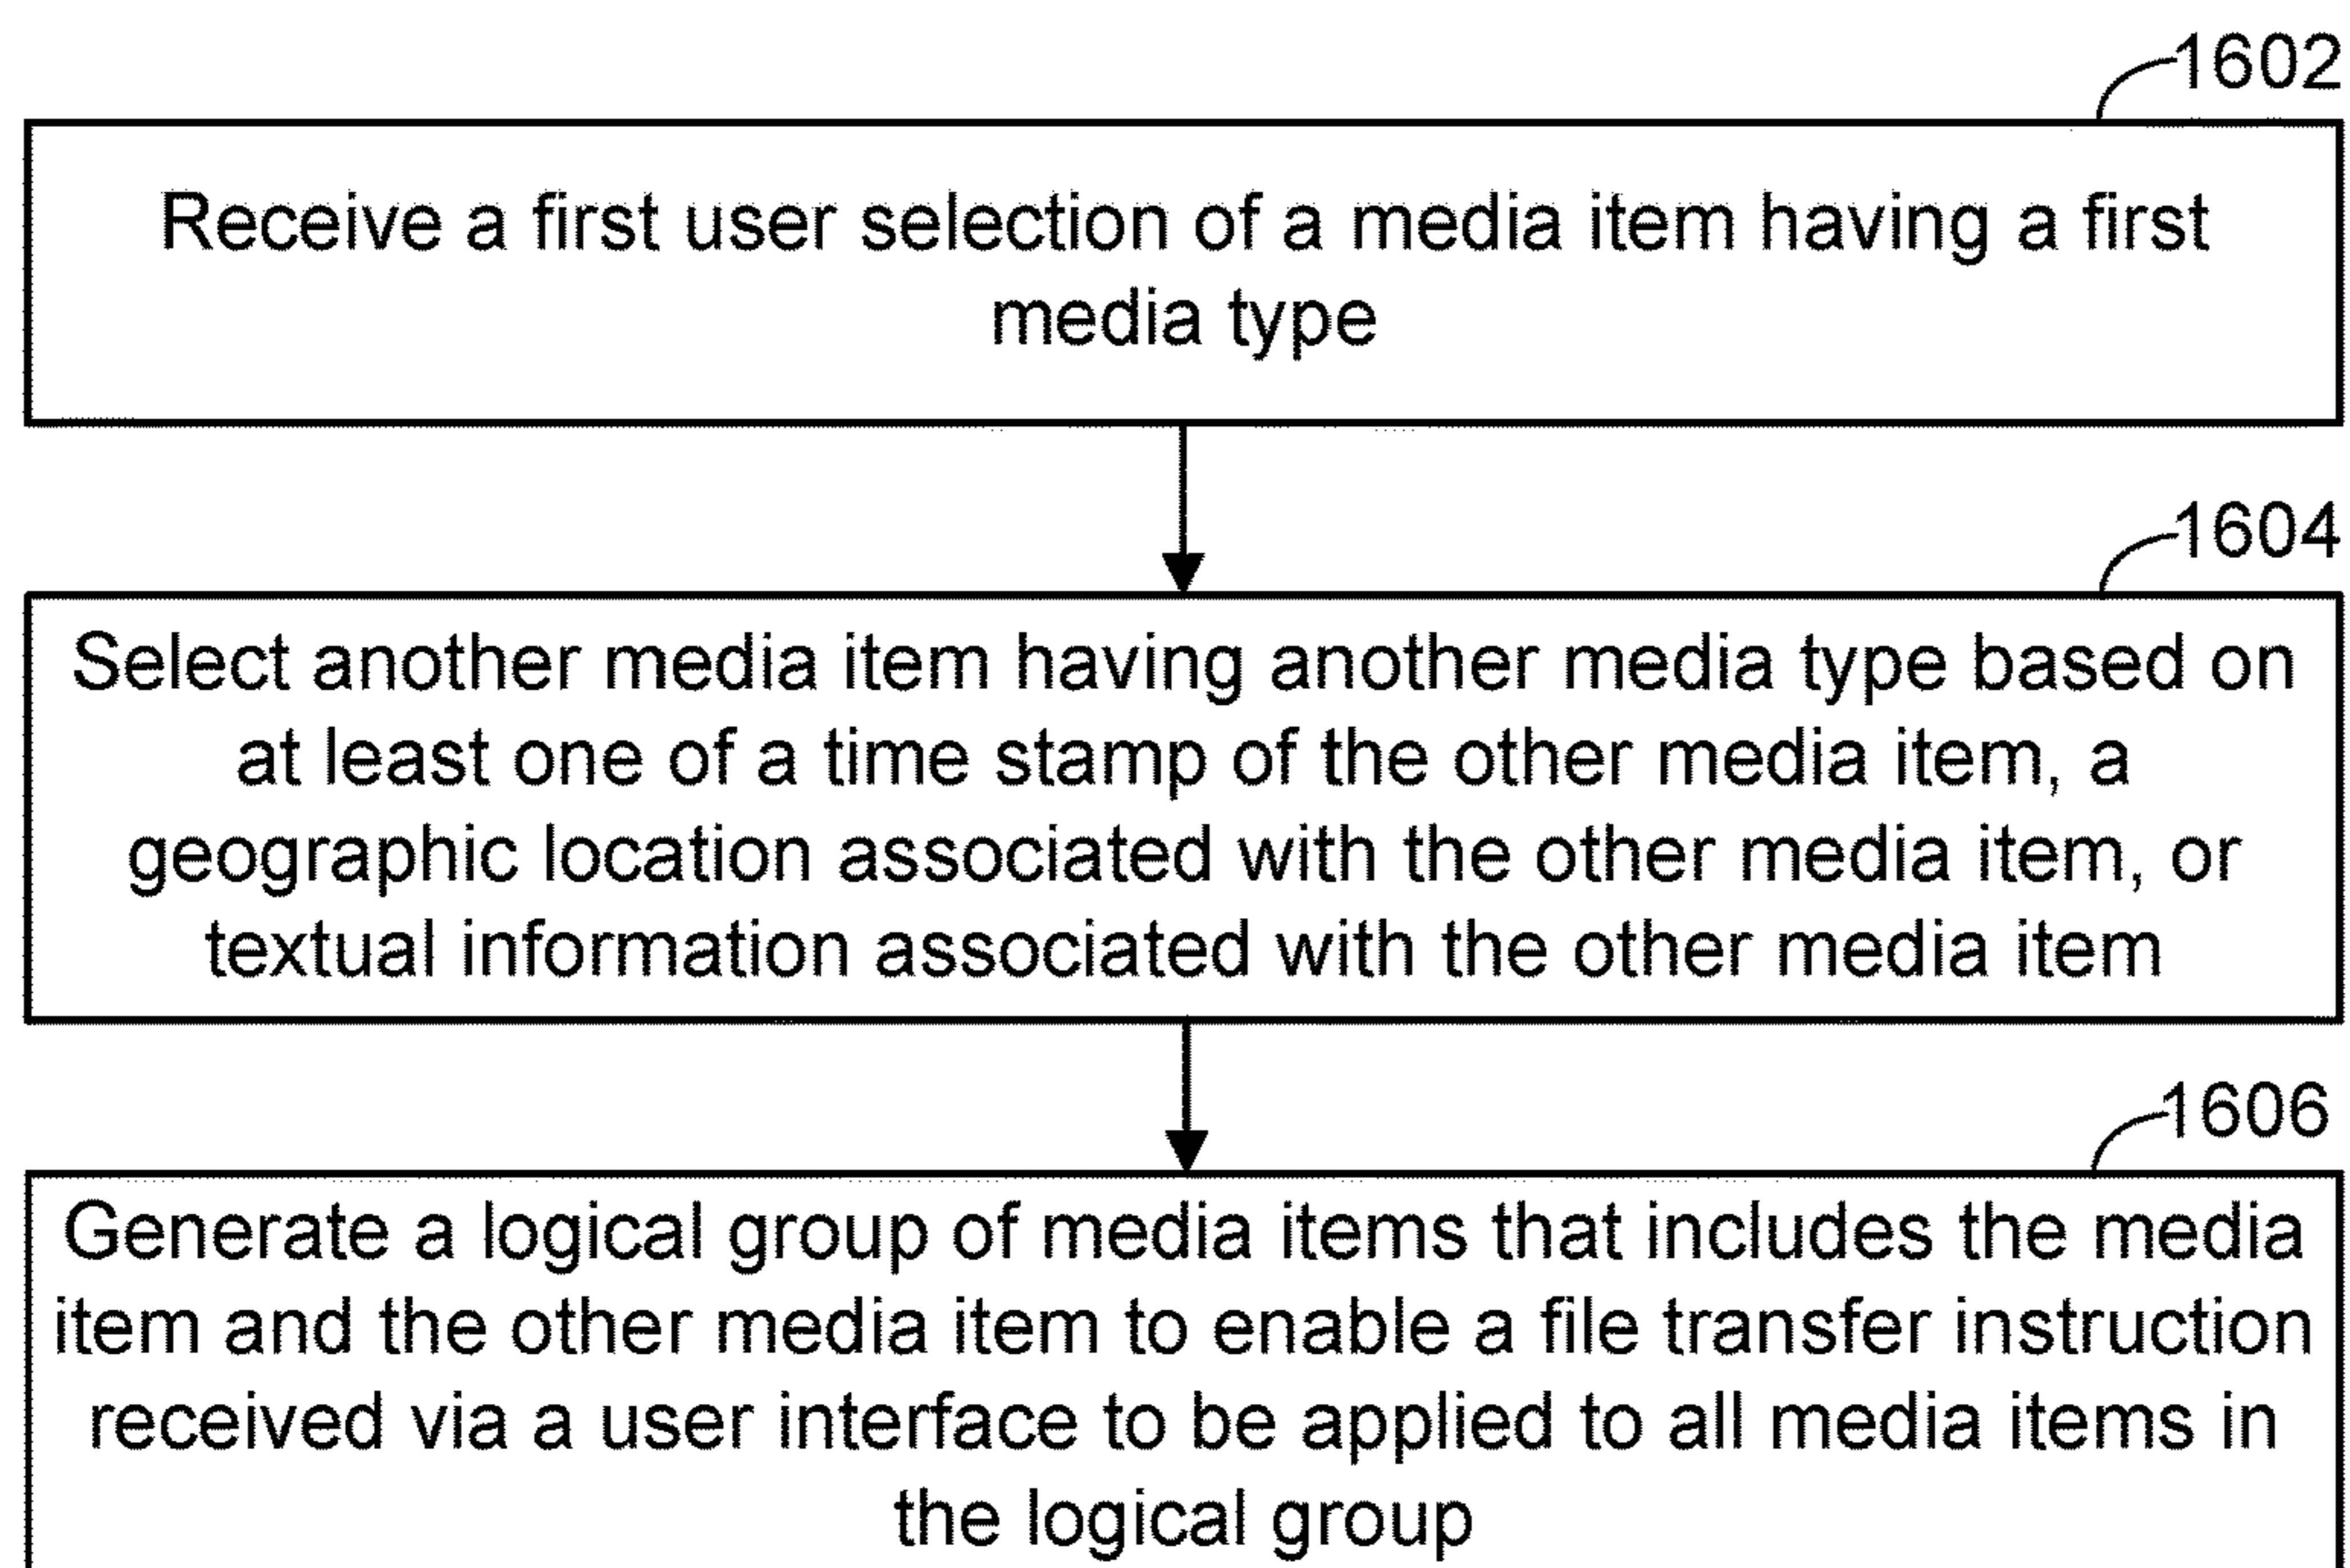 1602
Receive a first user selection of a media item having a first
media type
1604
Select another media item having another media type based on
at least one of a time stamp of the other media item, a
geographic location associated with the other media item, or
textual information associated with the other media item
1606
Generate a logical group of media items that includes the media
item and the other media item to enable a file transfer instruction
received via a user interface to be applied to all media items in
the logical group